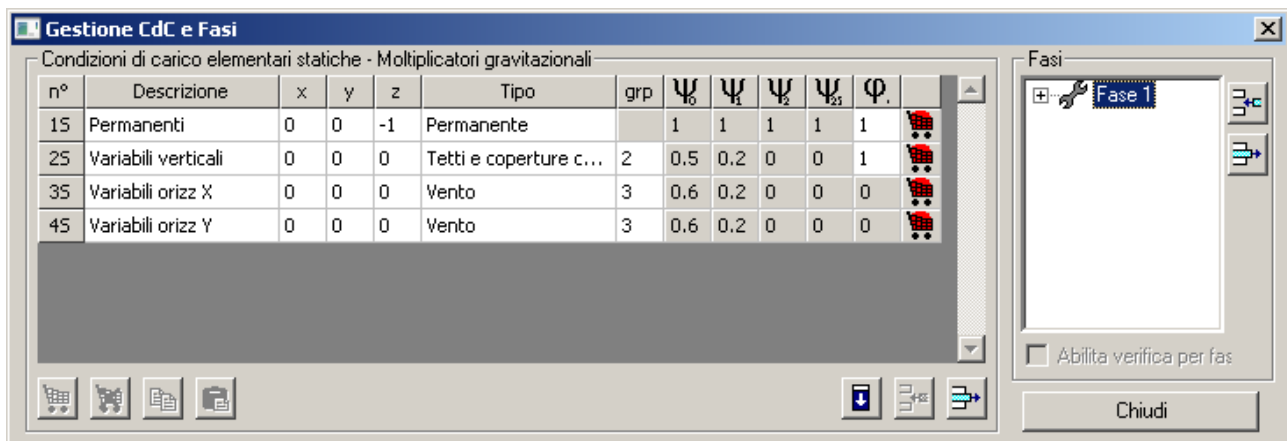 Gestione CdC e Fasi
Condizioni di carico elementari statiche - Moltiplicatori gravitazionali
n° Descrizione x y z Tipo grp Ψ0 Ψ1 Ψ2 Ψ2S φ.
1S Permanenti 0 0 -1 Permanente 1 1 1 1 1
2S Variabili verticali 0 0 0 Tetti e coperture c... 2 0.5 0.2 0 0 1
3S Variabili orizz X 0 0 0 Vento 3 0.6 0.2 0 0 0
4S Variabili orizz Y 0 0 0 Vento 3 0.6 0.2 0 0 0
Fasi
Fase 1
Abilita verifica per fas
Chiudi